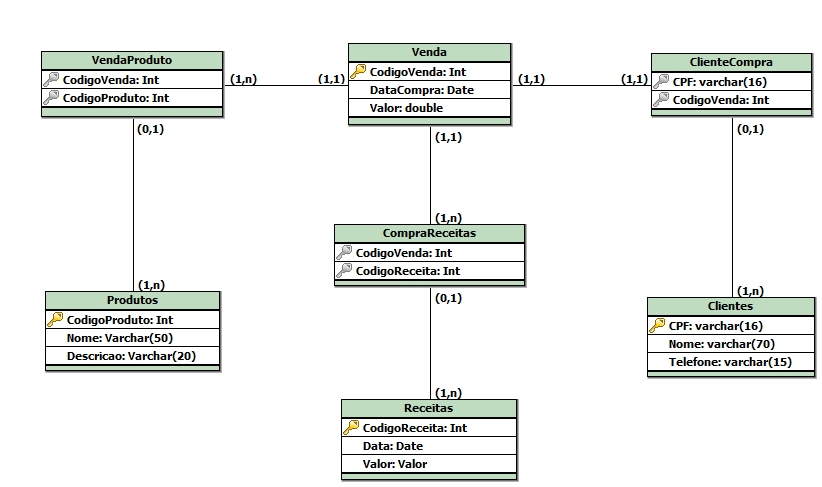 VendaProduto
CodigoVenda: Int
CodigoProduto: Int
(1,n)
(1,1)
Venda
CodigoVenda: Int
DataCompra: Date
Valor: double
(1,1)
(1,1)
ClienteCompra
CPF: varchar(16)
CodigoVenda: Int
(0,1)
(1,1)
(0,1)
(1,n)
CompraReceitas
CodigoVenda: Int
CodigoReceita: Int
(1,n)
(0,1)
(1,n)
Produtos
CodigoProduto: Int
Nome: Varchar(50)
Descricao: Varchar(20)
Clientes
CPF: varchar(16)
Nome: varchar(70)
Telefone: varchar(15)
(1,n)
Receitas
CodigoReceita: Int
Data: Date
Valor: Valor